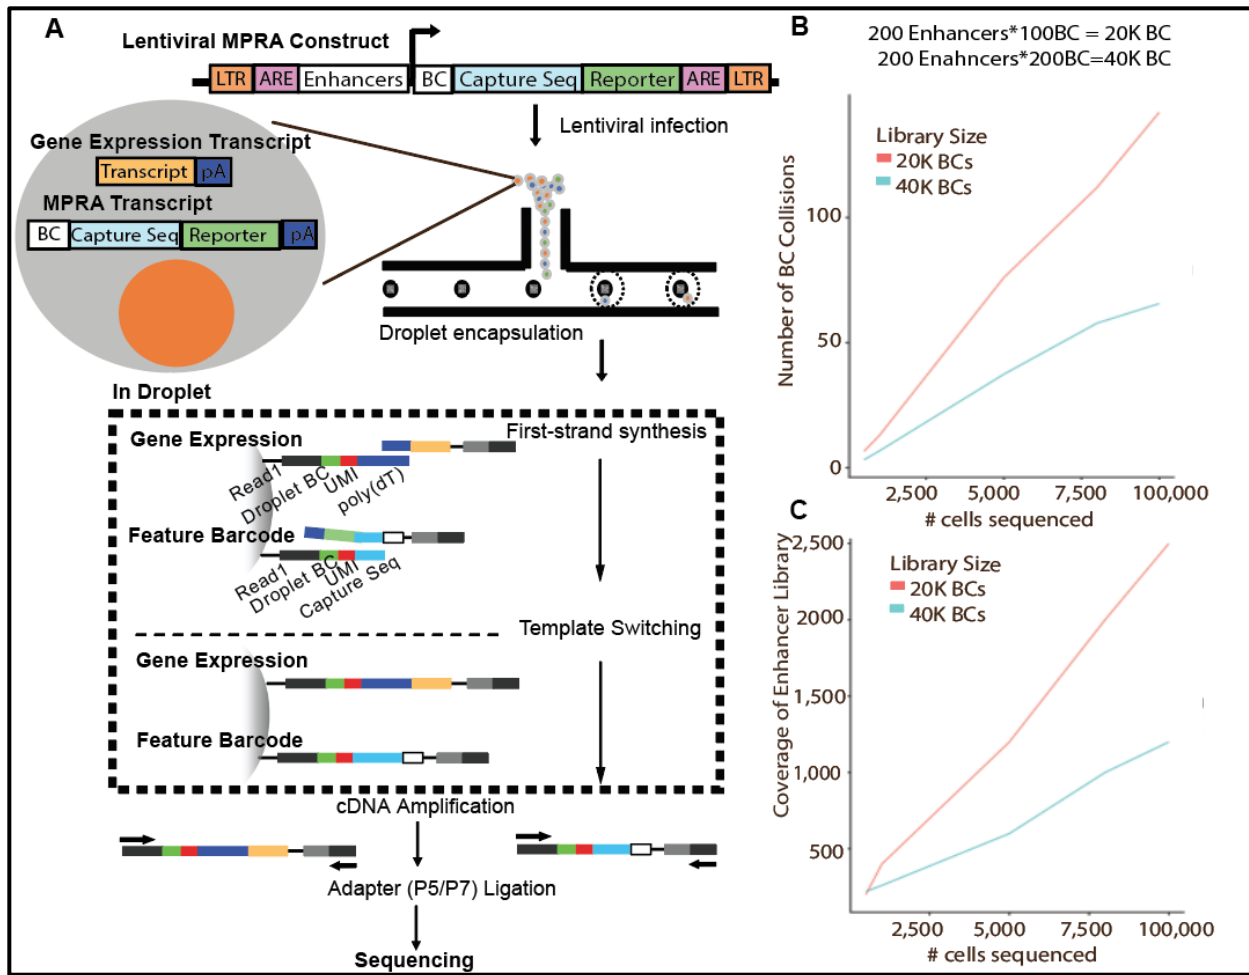 A
Lentiviral MPRA Construct
LTR ARE Enhancers BC Capture Seq Reporter ARE LTR
Lentiviral infection
Gene Expression Transcript
Transcript pA
MPRA Transcript
BC Capture Seq Reporter pA
Droplet encapsulation
In Droplet
Gene Expression
First-strand synthesis
Read1
Droplet BC
UMI
poly(dT)
Feature Barcode
Read1
Droplet BC
UMI
Capture Seq
Template Switching
Gene Expression
Feature Barcode
cDNA Amplification
Adapter (P5/P7) Ligation
Sequencing
B
200 Enhancers*100BC = 20K BC
200 Enahncers*200BC=40K BC
Library Size
20K BCs
40K BCs
Number of BC Collisions
100
50
0
2,500 5,000 7,500 100,000
# cells sequenced
C
Library Size
20K BCs
40K BCs
Coverage of Enhancer Library
2,500
2000
1,500
1,000
500
2,500 5,000 7,500 100,000
# cells sequenced